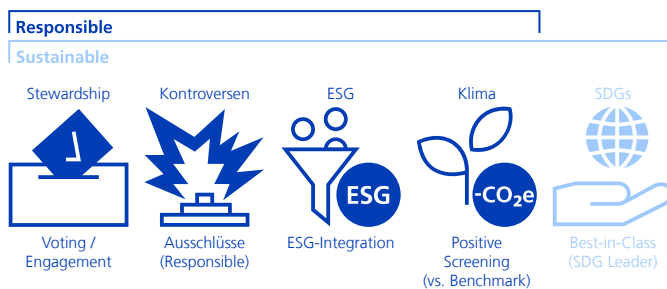 Responsible
Sustainable
Stewardship
Kontroversen
ESG
Klima
SDGs
ESG
-CO₂e
Voting /
Engagement
Ausschlüsse
(Responsible)
ESG-Integration
Positive
Screening
(vs. Benchmark)
Best-in-Class
(SDG Leader)